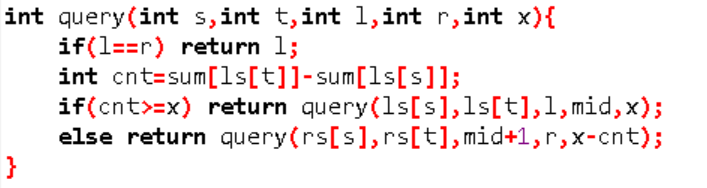 int query(int s,int t,int l,int r,int x){
    if(l==r) return l;
    int cnt=sum[ls[t]]-sum[ls[s]];
    if(cnt>=x) return query(ls[s],ls[t],l,mid,x);
    else return query(rs[s],rs[t],mid+1,r,x-cnt);
}